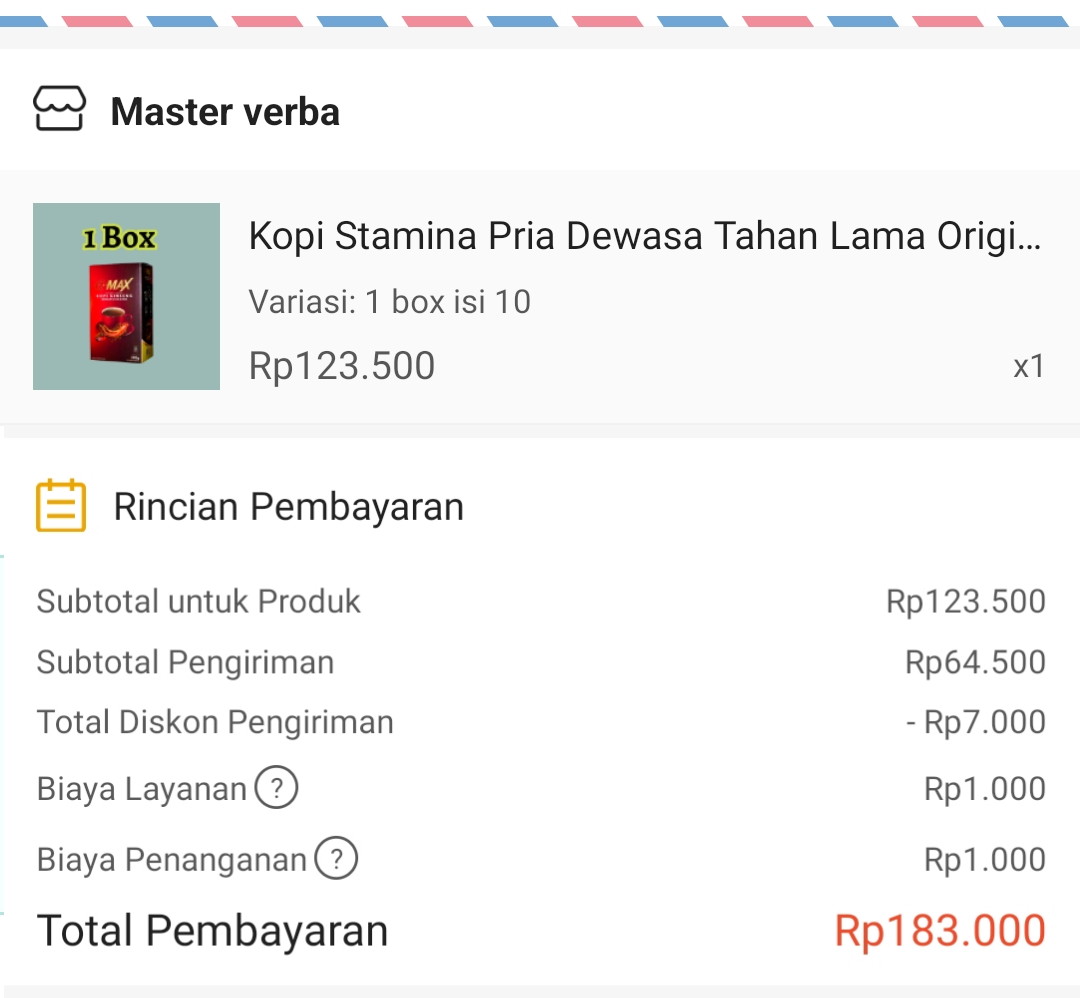 Master verba
1 Box
MAX
KOPI GINSENG
Kopi Stamina Pria Dewasa Tahan Lama Origi...
Variasi: 1 box isi 10
Rp123.500
x1
Rincian Pembayaran
Subtotal untuk Produk Rp123.500
Subtotal Pengiriman Rp64.500
Total Diskon Pengiriman - Rp7.000
Biaya Layanan ? Rp1.000
Biaya Penanganan ? Rp1.000
Total Pembayaran Rp183.000